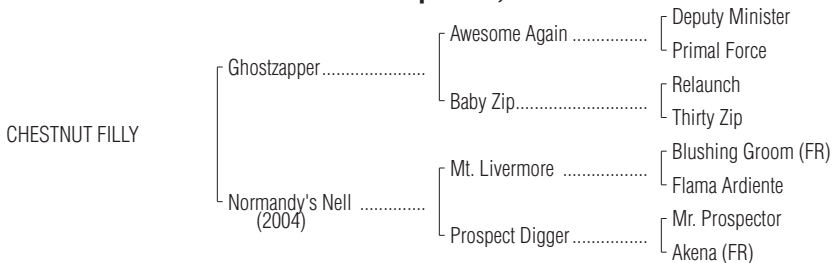 Deputy Minister
Awesome Again ..................
Primal Force
Ghostzapper......................
Relaunch
Baby Zip...............................
Thirty Zip
CHESTNUT FILLY
Blushing Groom (FR)
Mt. Livermore ....................
Flama Ardiente
Normandy's Nell ..............
(2004)
Mr. Prospector
Prospect Digger..................
Akena (FR)